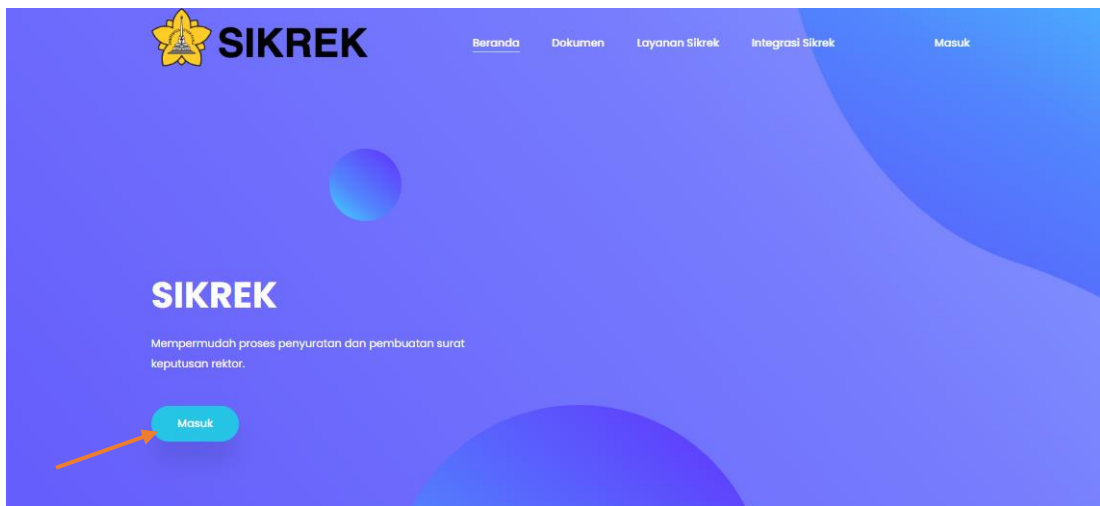 SIKREK
Beranda
Dokumen
Layanan Sikrek
Integrasi Sikrek
Masuk
SIKREK
Mempermudah proses penyuratan dan pembuatan surat
keputusan rektor.
Masuk